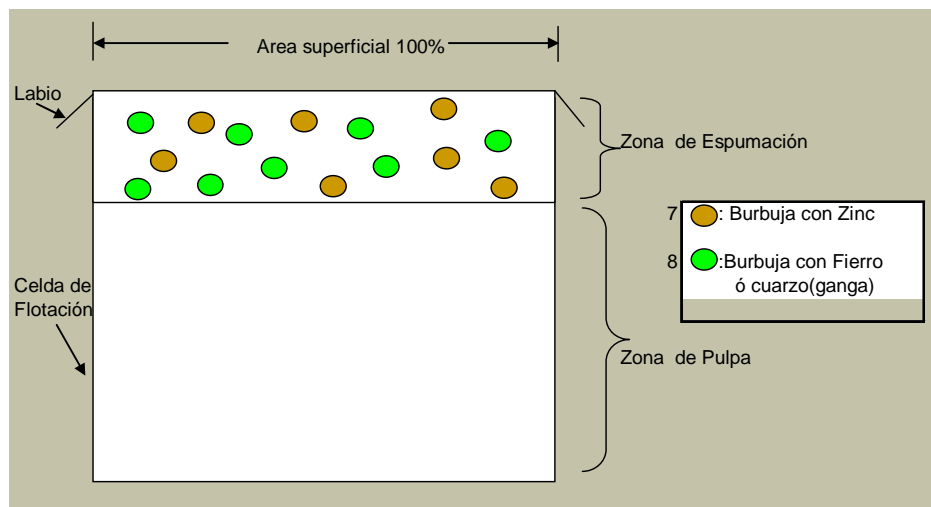 Area superficial 100%
Labio
Zona de Espumación
7 : Burbuja con Zinc
8 :Burbuja con Fierro
ó cuarzo(ganga)
Celda de
Flotación
Zona de Pulpa